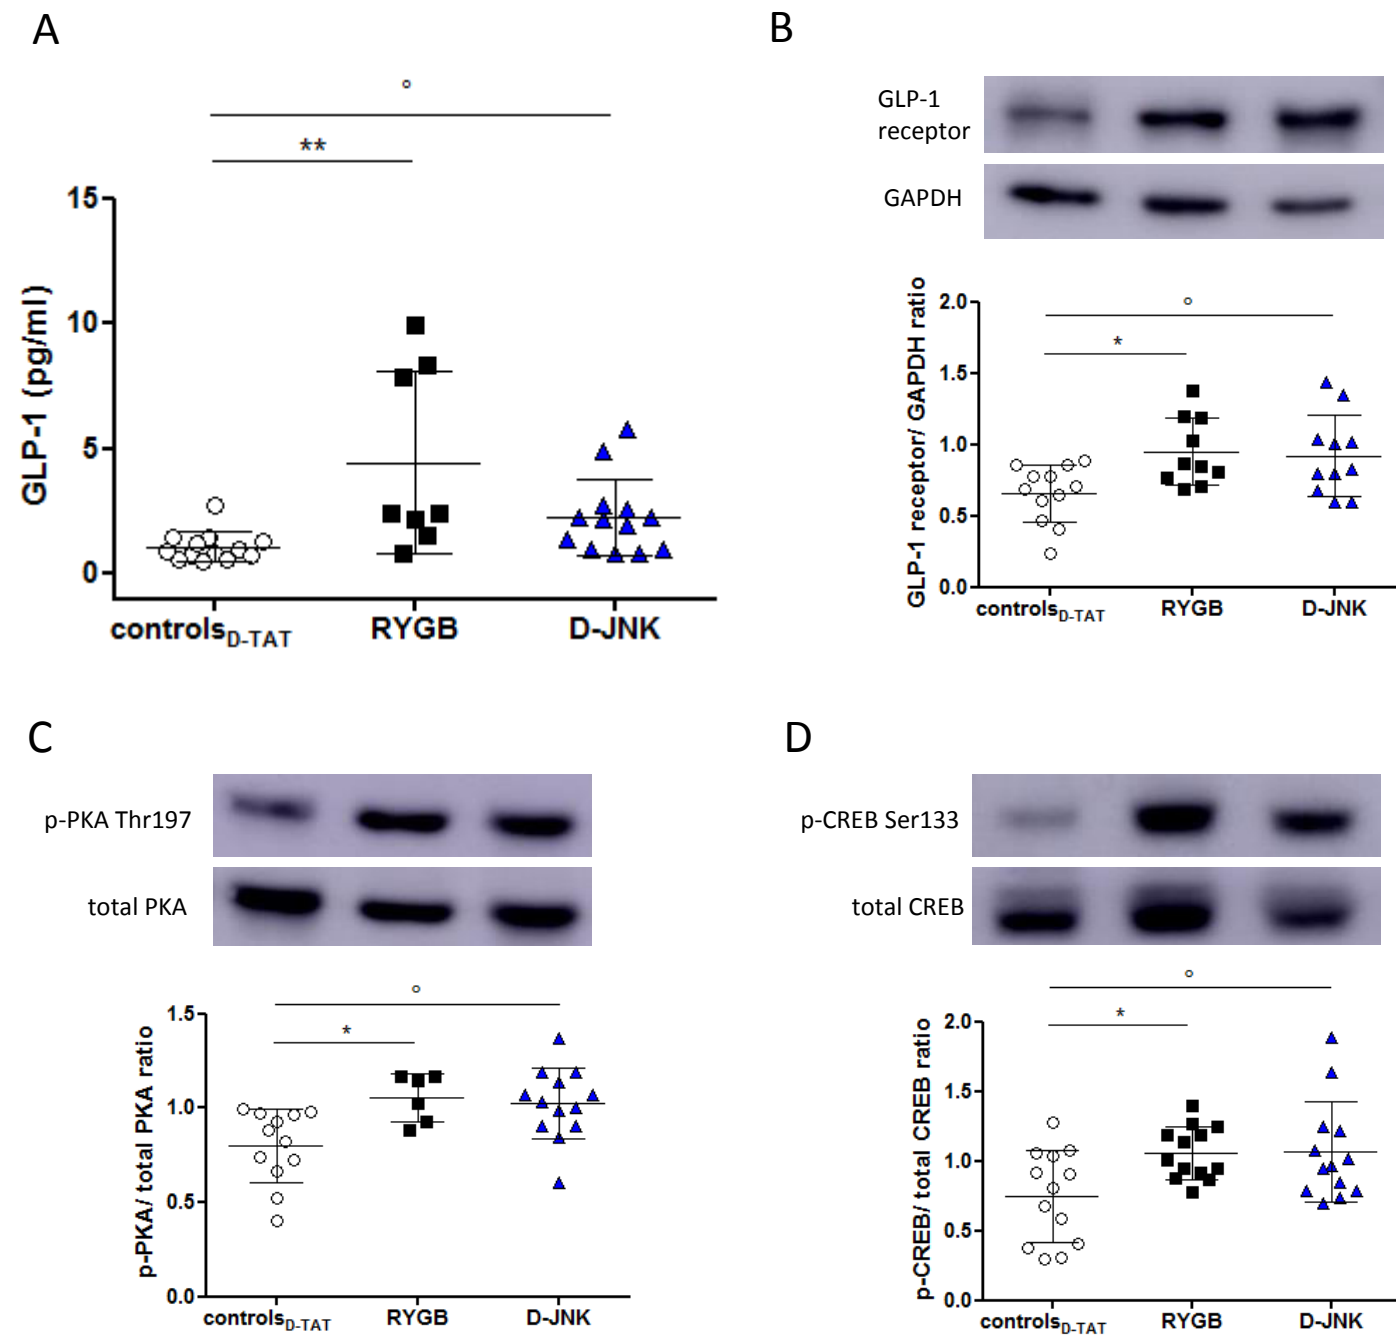 A
°
**
15
10
5
0
GLP-1 (pg/ml)
controlsD-TAT
RYGB
D-JNK
B
GLP-1
receptor
GAPDH
°
*
2.0
1.5
1.0
0.5
0.0
GLP-1 receptor/ GAPDH ratio
controlsD-TAT
RYGB
D-JNK
C
p-PKA Thr197
total PKA
°
*
1.5
1.0
0.5
0.0
p-PKA/ total PKA ratio
controlsD-TAT
RYGB
D-JNK
D
p-CREB Ser133
total CREB
°
*
2.0
1.5
1.0
0.5
0.0
p-CREB/ total CREB ratio
controlsD-TAT
RYGB
D-JNK